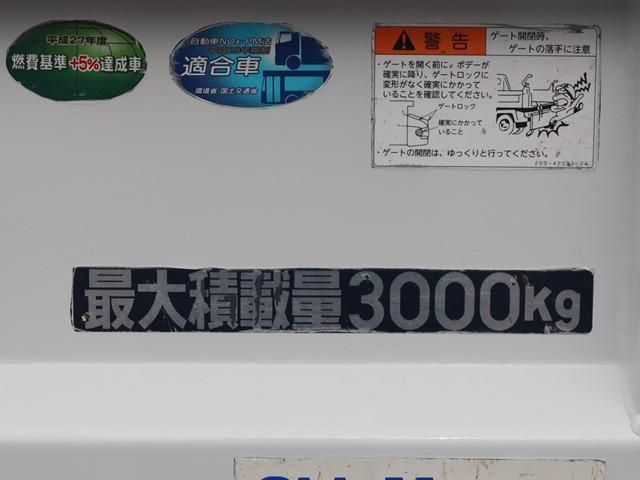 平成27年度
燃費基準+5%達成車
自動車NOx・PM法
適合車
環境省・国土交通省
警告
ゲート開閉時、
ゲートの落下に注意
・ゲートを開く前に、ボデーが
確実に降り、ゲートロックに
変形がなく確実にかかって
いることを確認してください。
ゲートロック
確実にかかって
いること
・ゲートの開閉は、ゆっくりと行ってください。
最大積載量3000kg